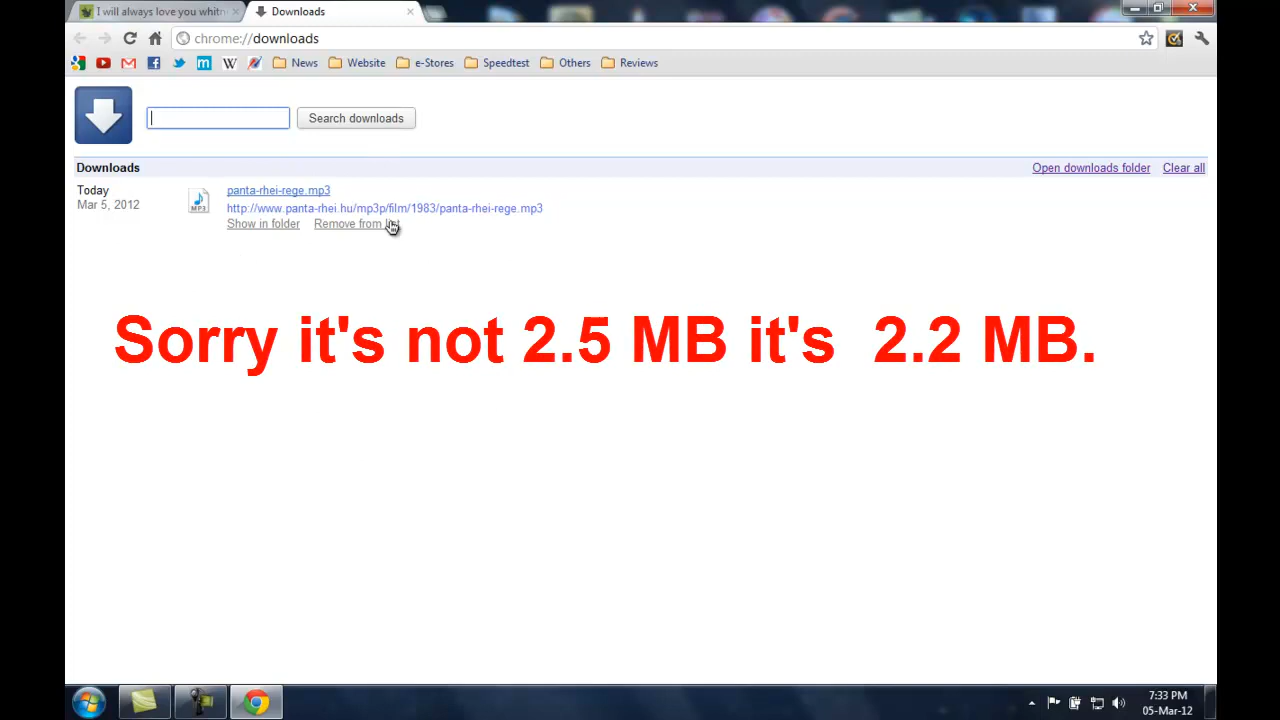 I will always love you whitn
Downloads
chrome://downloads
News
Website
e-Stores
Speedtest
Others
Reviews
Search downloads
Downloads
Open downloads folder
Clear all
Today
panta-rhei-rege.mp3
Mar 5, 2012
MP3
http://www.panta-rhei.hu/mp3p/film/1983/panta-rhei-rege.mp3
Show in folder
Remove from list
Sorry it's not 2.5 MB it's 2.2 MB.
7:33 PM
05-Mar-12